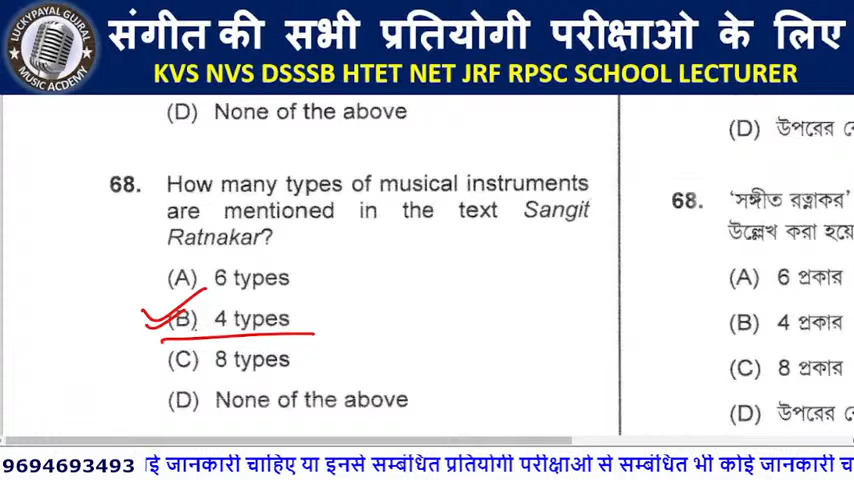 LUCKYPAYAL GUJRAL
MUSIC ACDEMY
संगीत की सभी प्रतियोगी परीक्षाओ के लिए
KVS NVS DSSSB HTET NET JRF RPSC SCHOOL LECTURER
(D) None of the above
(D) উপরের
68. How many types of musical instruments
are mentioned in the text Sangit
Ratnakar?
68. ‘সঙ্গীত রত্নাকর’
উল্লেখ করা হয়ে
(A) 6 types
(A) 6 প্রকার
(B) 4 types
(B) 4 প্রকার
(C) 8 types
(C) 8 প্রকার
(D) None of the above
(D) উপরের
9694693493 ाई जानकारी चाहिए या इनसे सम्बंधित प्रतियोगी परीक्षाओं से सम्बंधित भी कोई जानकारी च